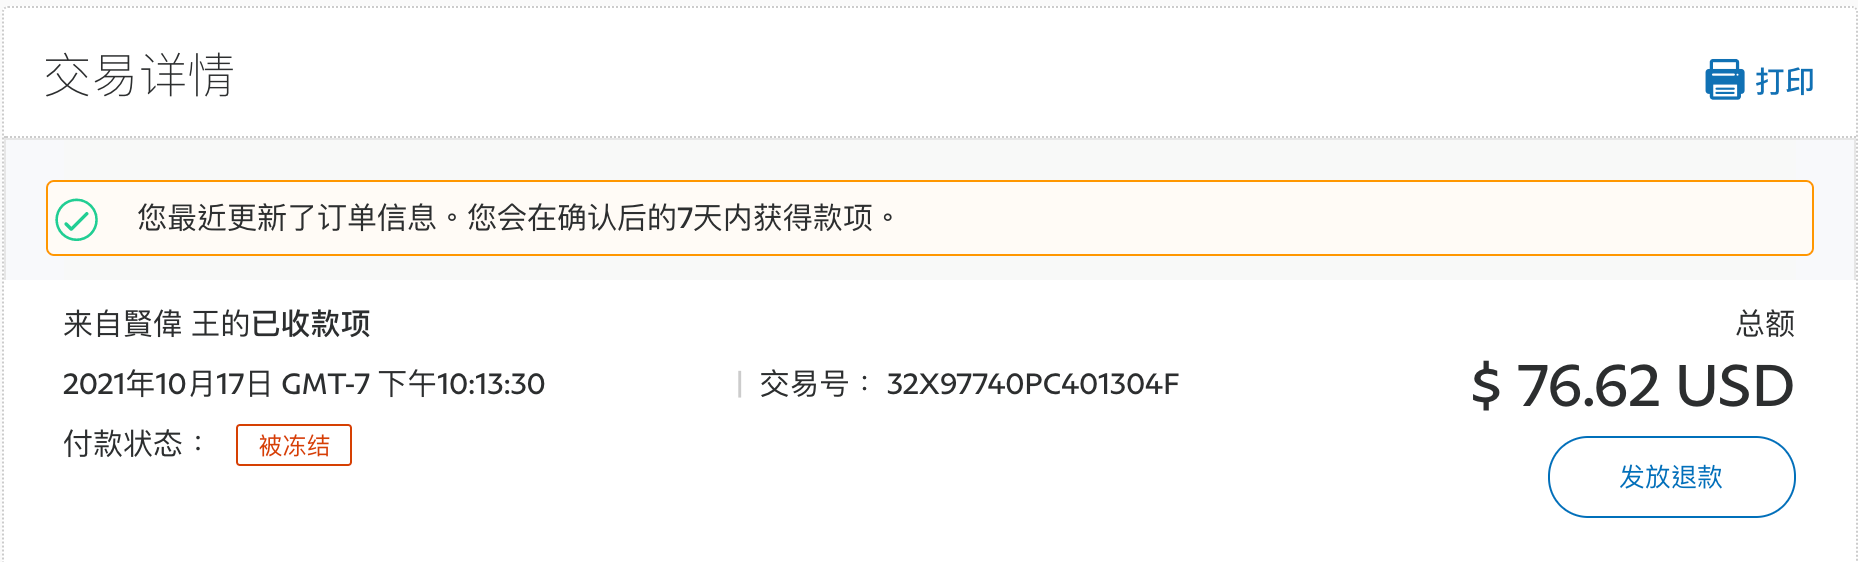 交易详情
打印
您最近更新了订单信息。您会在确认后的7天内获得款项。
来自賢偉 王的已收款项
总额
2021年10月17日 GMT-7 下午10:13:30 | 交易号： 32X97740PC401304F
$ 76.62 USD
付款状态： 被冻结
发放退款